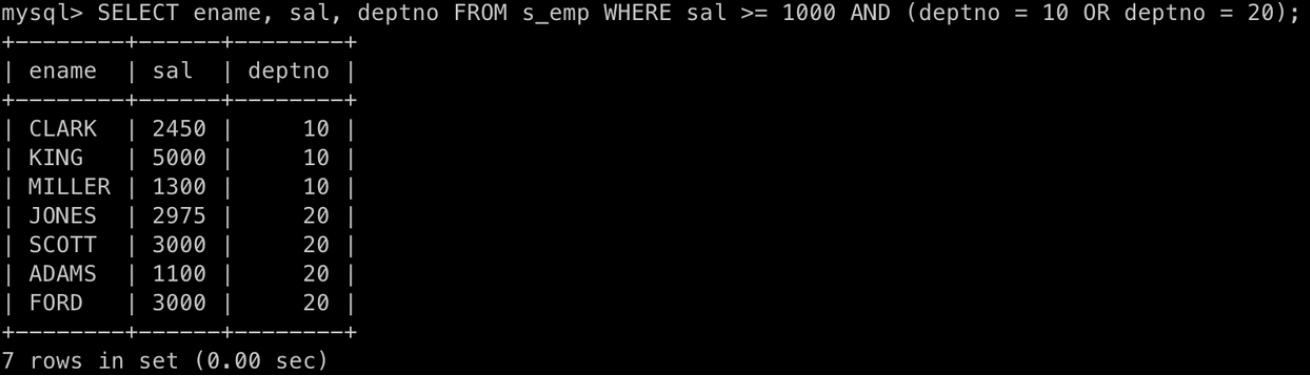 mysql> SELECT ename, sal, deptno FROM s_emp WHERE sal >= 1000 AND (deptno = 10 OR deptno = 20);
+--------+------+--------+
| ename  | sal  | deptno |
+--------+------+--------+
| CLARK  | 2450 |     10 |
| KING   | 5000 |     10 |
| MILLER | 1300 |     10 |
| JONES  | 2975 |     20 |
| SCOTT  | 3000 |     20 |
| ADAMS  | 1100 |     20 |
| FORD   | 3000 |     20 |
+--------+------+--------+
7 rows in set (0.00 sec)